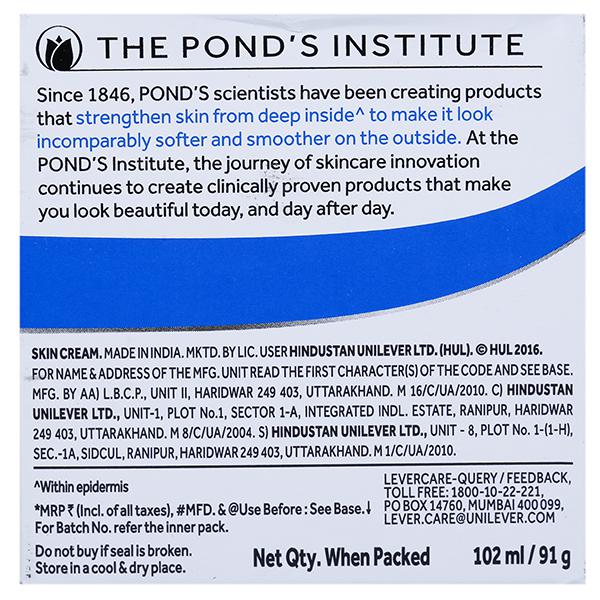 THE POND'S INSTITUTE
Since 1846, POND'S scientists have been creating products
that strengthen skin from deep inside^ to make it look
incomparably softer and smoother on the outside. At the
POND'S Institute, the journey of skincare innovation
continues to create clinically proven products that make
you look beautiful today, and day after day.
SKIN CREAM. MADE IN INDIA. MKTD. BY LIC. USER HINDUSTAN UNILEVER LTD. (HUL). © HUL 2016.
FOR NAME & ADDRESS OF THE MFG. UNIT READ THE FIRST CHARACTER(S) OF THE CODE AND SEE BASE.
MFG. BY AA) L.B.C.P., UNIT II, HARIDWAR 249 403, UTTARAKHAND. M 16/C/UA/2010. C) HINDUSTAN
UNILEVER LTD., UNIT-1, PLOT No.1, SECTOR 1-A, INTEGRATED INDL. ESTATE, RANIPUR, HARIDWAR
249 403, UTTARAKHAND. M 8/C/UA/2004. S) HINDUSTAN UNILEVER LTD., UNIT - 8, PLOT No. 1-(1-H),
SEC.-1A, SIDCUL, RANIPUR, HARIDWAR 249 403, UTTARAKHAND. M 1/C/UA/2010.
^Within epidermis
*MRP ₹ (Incl. of all taxes), #MFD. & @Use Before : See Base.↓
For Batch No. refer the inner pack.
LEVERCARE-QUERY / FEEDBACK,
TOLL FREE: 1800-10-22-221,
PO BOX 14760, MUMBAI 400 099,
LEVER.CARE@UNILEVER.COM
Do not buy if seal is broken.
Store in a cool & dry place.
Net Qty. When Packed 102 ml / 91 g